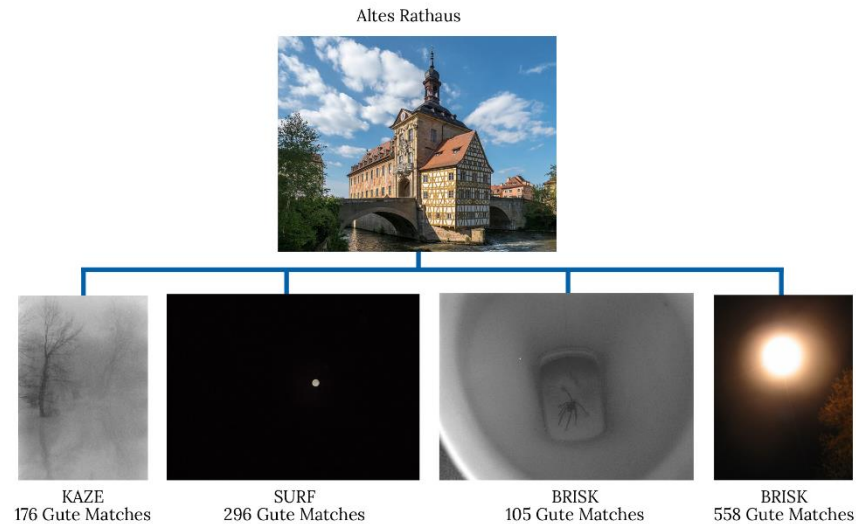 Altes Rathaus
KAZE
176 Gute Matches
SURF
296 Gute Matches
BRISK
105 Gute Matches
BRISK
558 Gute Matches